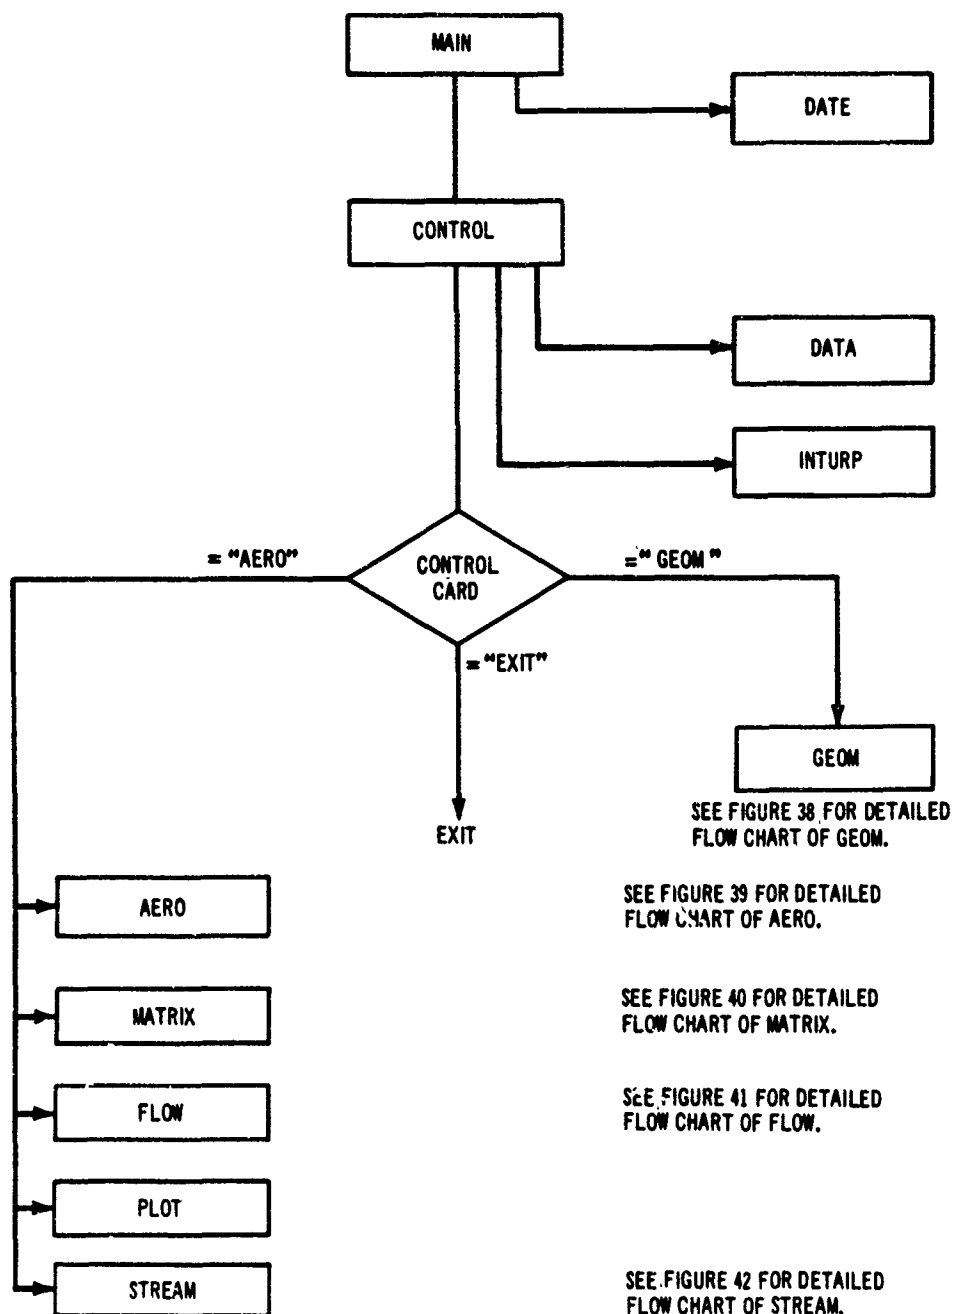 MAIN
DATE
CONTROL
DATA
INTURP
= "AERO"
CONTROL
CARD
=" GEOM "
= "EXIT"
GEOM
SEE FIGURE 38 FOR DETAILED
FLOW CHART OF GEOM.
EXIT
AERO
SEE FIGURE 39 FOR DETAILED
FLOW CHART OF AERO.
MATRIX
SEE FIGURE 40 FOR DETAILED
FLOW CHART OF MATRIX.
FLOW
SEE FIGURE 41 FOR DETAILED
FLOW CHART OF FLOW.
PLOT
STREAM
SEE FIGURE 42 FOR DETAILED
FLOW CHART OF STREAM.